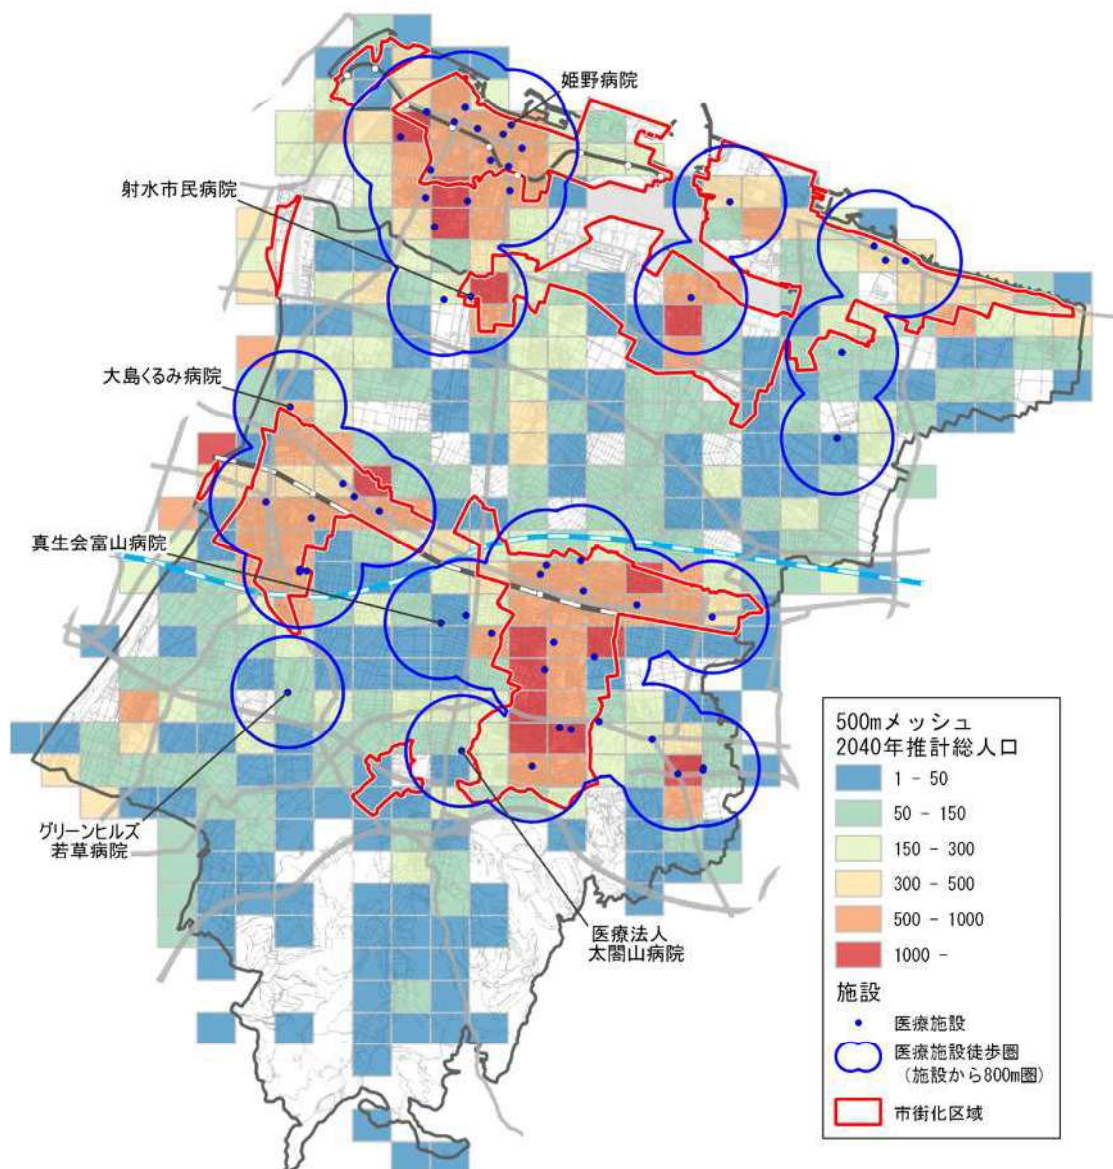 姫野病院
射水市民病院
大島くるみ病院
真生会富山病院
グリーンヒルズ
若草病院
医療法人
太閤山病院
500mメッシュ
2040年推計総人口
1 - 50
50 - 150
150 - 300
300 - 500
500 - 1000
1000 -
施設
医療施設
医療施設徒歩圏
(施設から800m圏)
市街化区域